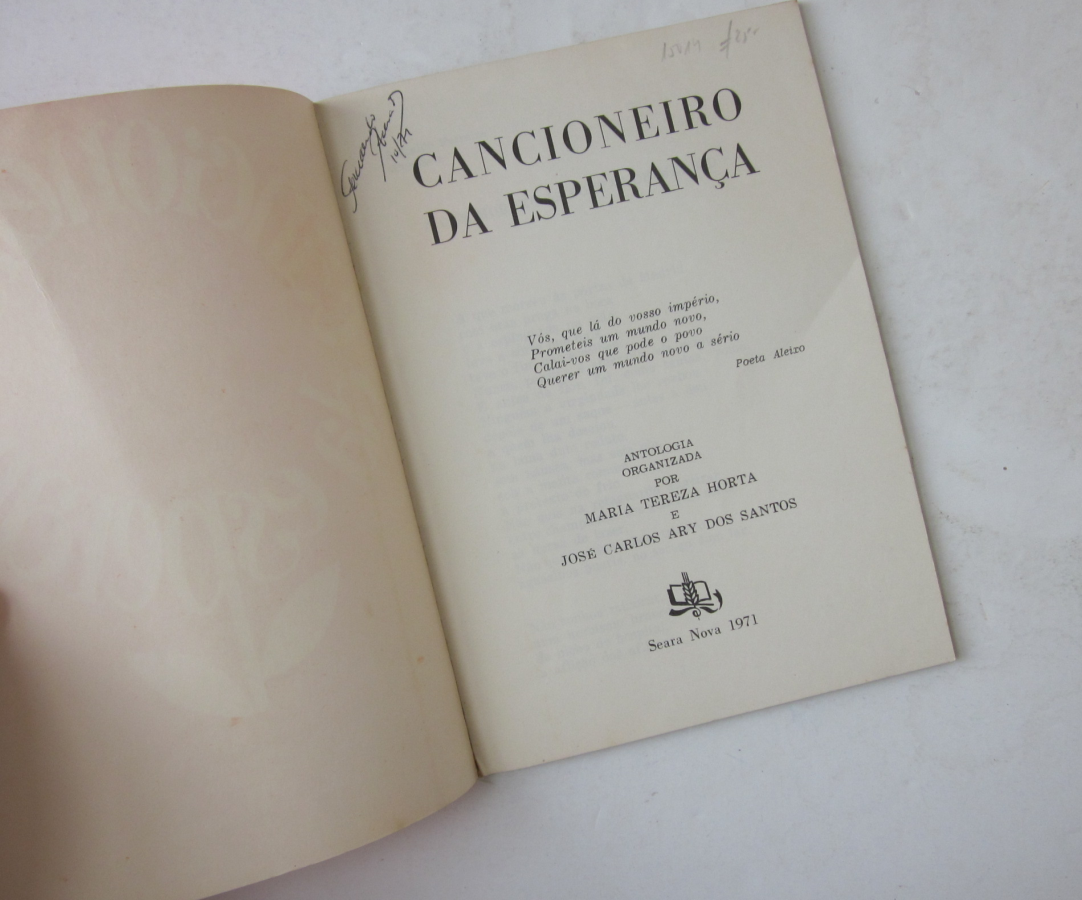 CANCIONEIRO
DA ESPERANÇA
Vós, que lá do vosso império,
Prometeis um mundo novo,
Calai-vos que pode o povo
Querer um mundo novo a sério
Poeta Aleixo
ANTOLOGIA
ORGANIZADA
POR
MARIA TEREZA HORTA
E
JOSÉ CARLOS ARY DOS SANTOS
Seara Nova 1971